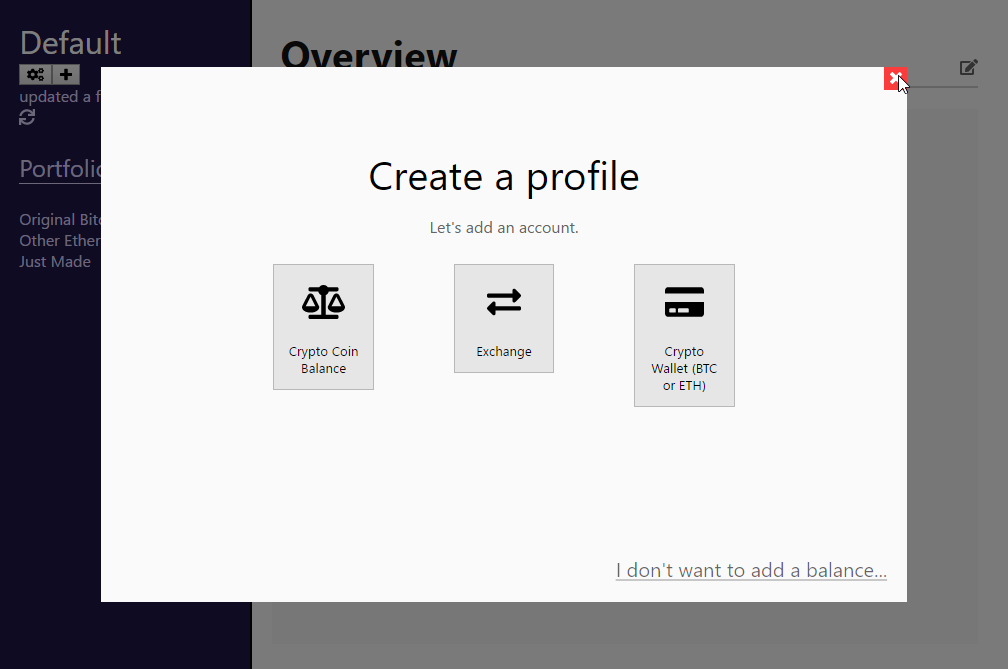 Default
Overview
updated a f
Portfolio
Original Bitc
Other Ether
Just Made
Create a profile
Let's add an account.
Crypto Coin
Balance
Exchange
Crypto
Wallet (BTC
or ETH)
I don't want to add a balance...